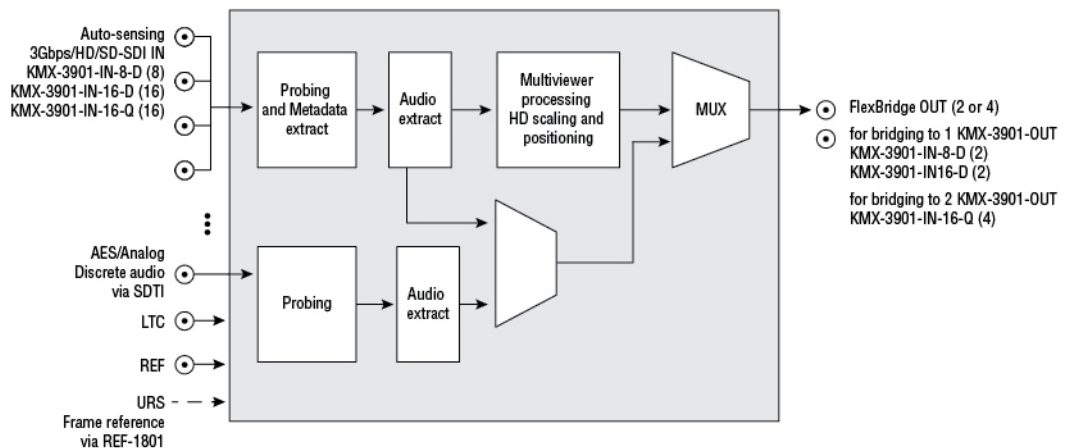 Auto-sensing
3Gbps/HD/SD-SDI IN
KMX-3901-IN-8-D (8)
KMX-3901-IN-16-D (16)
KMX-3901-IN-16-Q (16)
Probing
and Metadata
extract
Audio
extract
Multiviewer
processing
HD scaling and
positioning
MUX
FlexBridge OUT (2 or 4)
for bridging to 1 KMX-3901-OUT
KMX-3901-IN-8-D (2)
KMX-3901-IN16-D (2)
for bridging to 2 KMX-3901-OUT
KMX-3901-IN-16-Q (4)
AES/Analog
Discrete audio
via SDTI
Probing
Audio
extract
LTC
REF
URS
Frame reference
via REF-1801